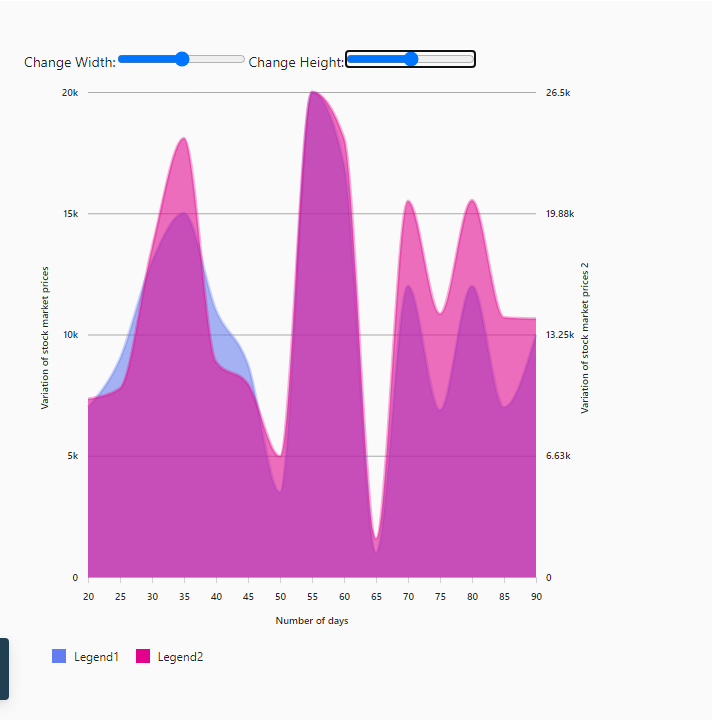 Change Width: Change Height:
20k 26.5k
15k 19.88k
10k 13.25k
5k 6.63k
0 0
Variation of stock market prices
Variation of stock market prices 2
20 25 30 35 40 45 50 55 60 65 70 75 80 85 90
Number of days
Legend1 Legend2